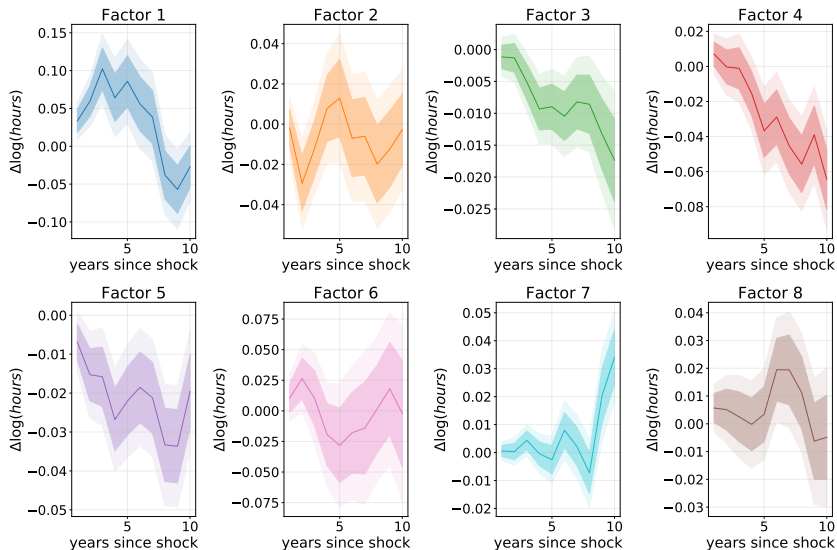 Factor 1
0.15
0.10
0.05
0.00
−0.05
−0.10
Δlog(hours)
5
10
years since shock
Factor 2
0.04
0.02
0.00
−0.02
−0.04
Δlog(hours)
5
10
years since shock
Factor 3
0.000
−0.005
−0.010
−0.015
−0.020
−0.025
Δlog(hours)
5
10
years since shock
Factor 4
0.02
0.00
−0.02
−0.04
−0.06
−0.08
Δlog(hours)
5
10
years since shock
Factor 5
0.00
−0.01
−0.02
−0.03
−0.04
−0.05
Δlog(hours)
5
10
years since shock
Factor 6
0.075
0.050
0.025
0.000
−0.025
−0.050
−0.075
Δlog(hours)
5
10
years since shock
Factor 7
0.05
0.04
0.03
0.02
0.01
0.00
−0.01
−0.02
Δlog(hours)
5
10
years since shock
Factor 8
0.04
0.03
0.02
0.01
0.00
−0.01
−0.02
−0.03
Δlog(hours)
5
10
years since shock